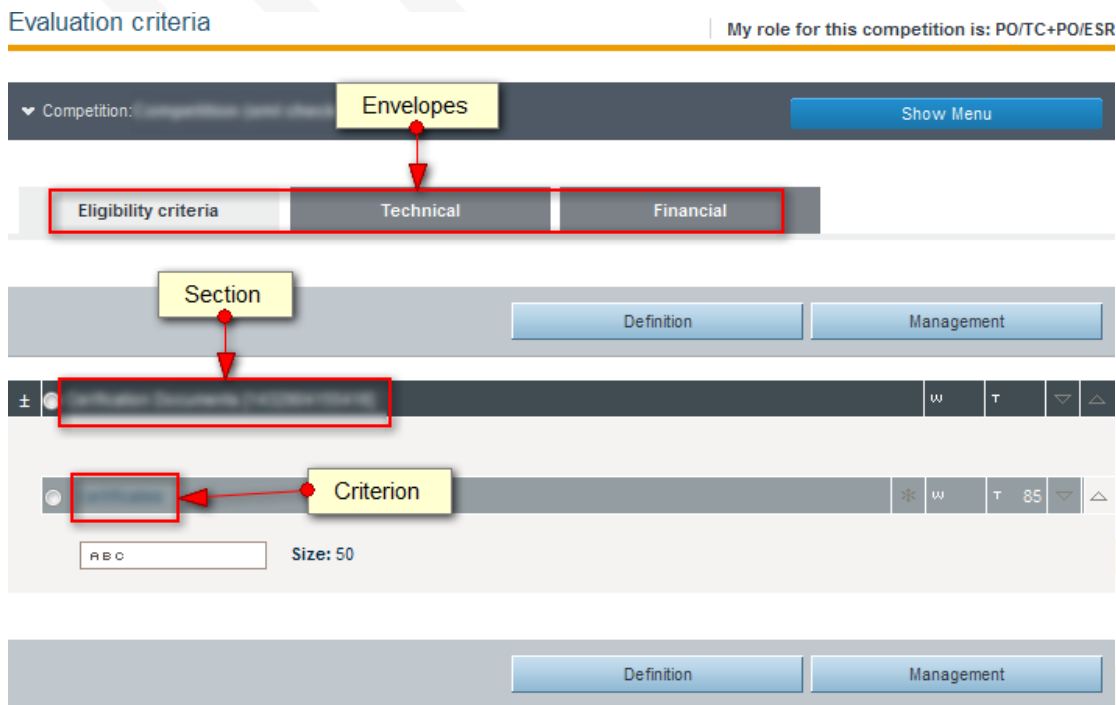 Evaluation criteria
My role for this competition is: PO/TC+PO/ESR
Competition:
Envelopes
Show Menu
Eligibility criteria Technical Financial
Section
Definition Management
± W T
Criterion
W T 85
ABC Size: 50
Definition Management